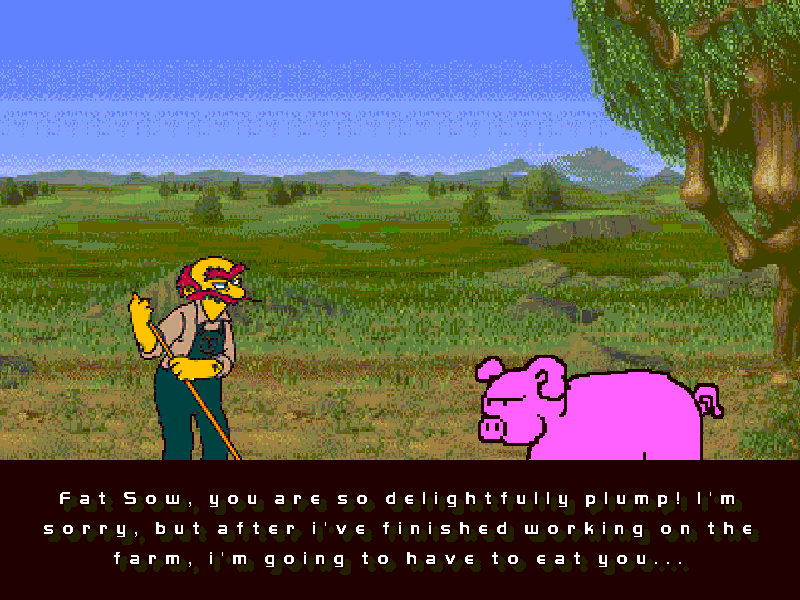 Fat Sow, you are so delightfully plump! I'm
sorry, but after i've finished working on the
farm, i'm going to have to eat you...